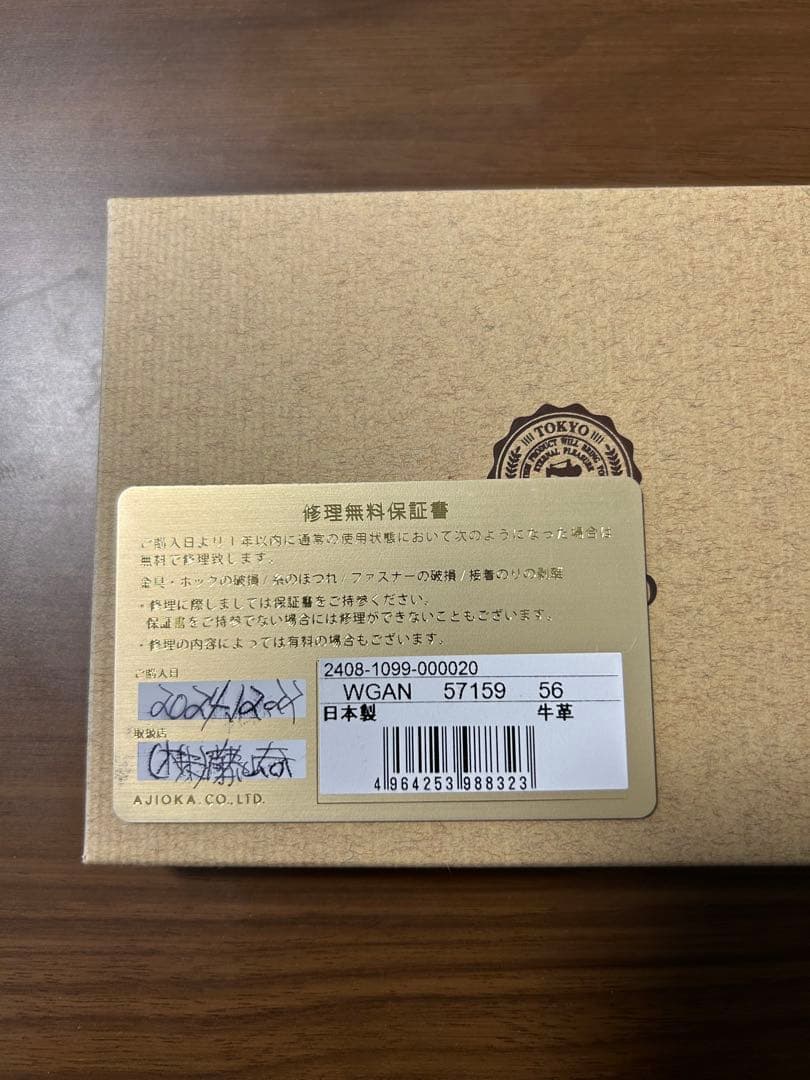 TOKYO
THE PRODUCT WILL BRING YOU
ETERNAL PLEASURE
修理無料保証書
ご購入日より1年以内に通常の使用状態において次のようになった場合は
無料で修理致します。
金具・ホックの破損/糸のほつれ/ファスナーの破損/接着のりの剥離
・修理に際しましては保証書をご持参ください。
保証書をご持参でない場合には修理ができないこともございます。
・修理の内容によっては有料の場合もございます。
ご購入日
2024.12.
取扱店
AJIOKA.CO.,LTD.
2408-1099-000020
WGAN 57159 56
日本製 牛革
4 964253 988323